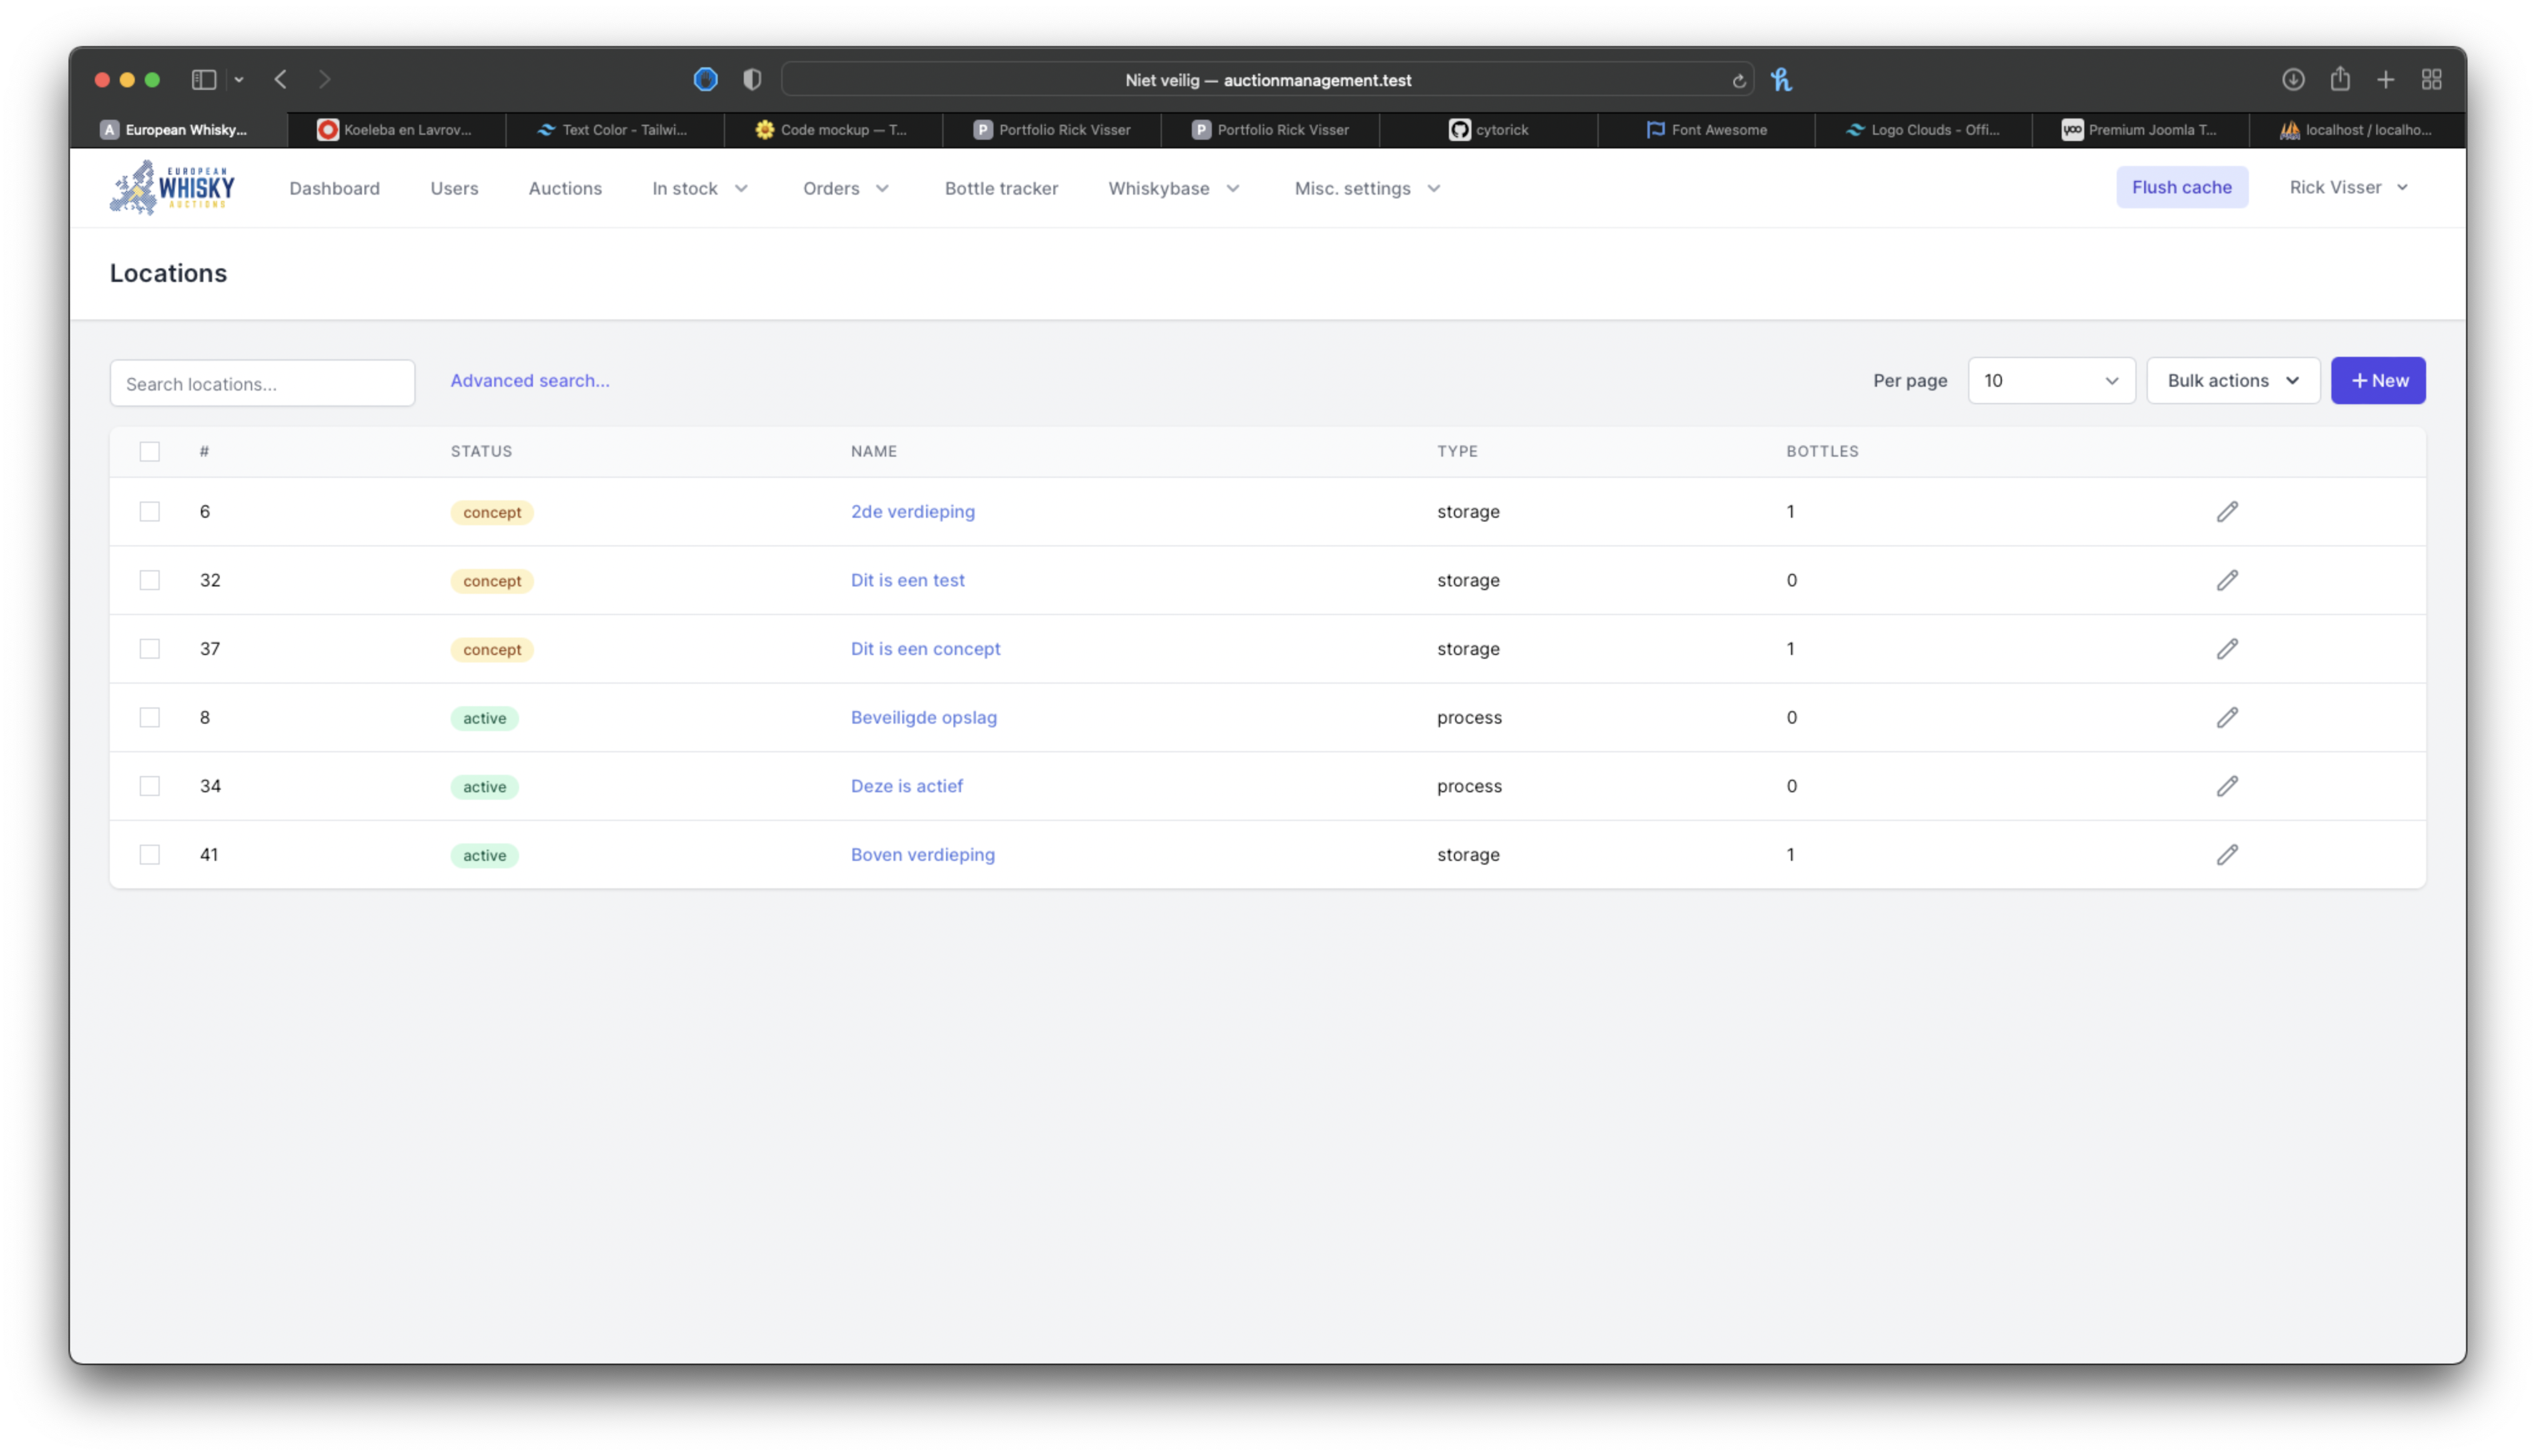 Niet veilig — auctionmanagement.test
European Whisky... Koeleba en Lavrov... Text Color - Tailwi... Code mockup — T... Portfolio Rick Visser Portfolio Rick Visser cytorick Font Awesome Logo Clouds - Offi... Premium Joomla T... localhost / localho...
EUROPEAN
WHISKY
AUCTIONS
Dashboard Users Auctions In stock Orders Bottle tracker Whiskybase Misc. settings Flush cache Rick Visser
Locations
Search locations... Advanced search... Per page 10 Bulk actions + New
# STATUS NAME TYPE BOTTLES
6 concept 2de verdieping storage 1
32 concept Dit is een test storage 0
37 concept Dit is een concept storage 1
8 active Beveiligde opslag process 0
34 active Deze is actief process 0
41 active Boven verdieping storage 1